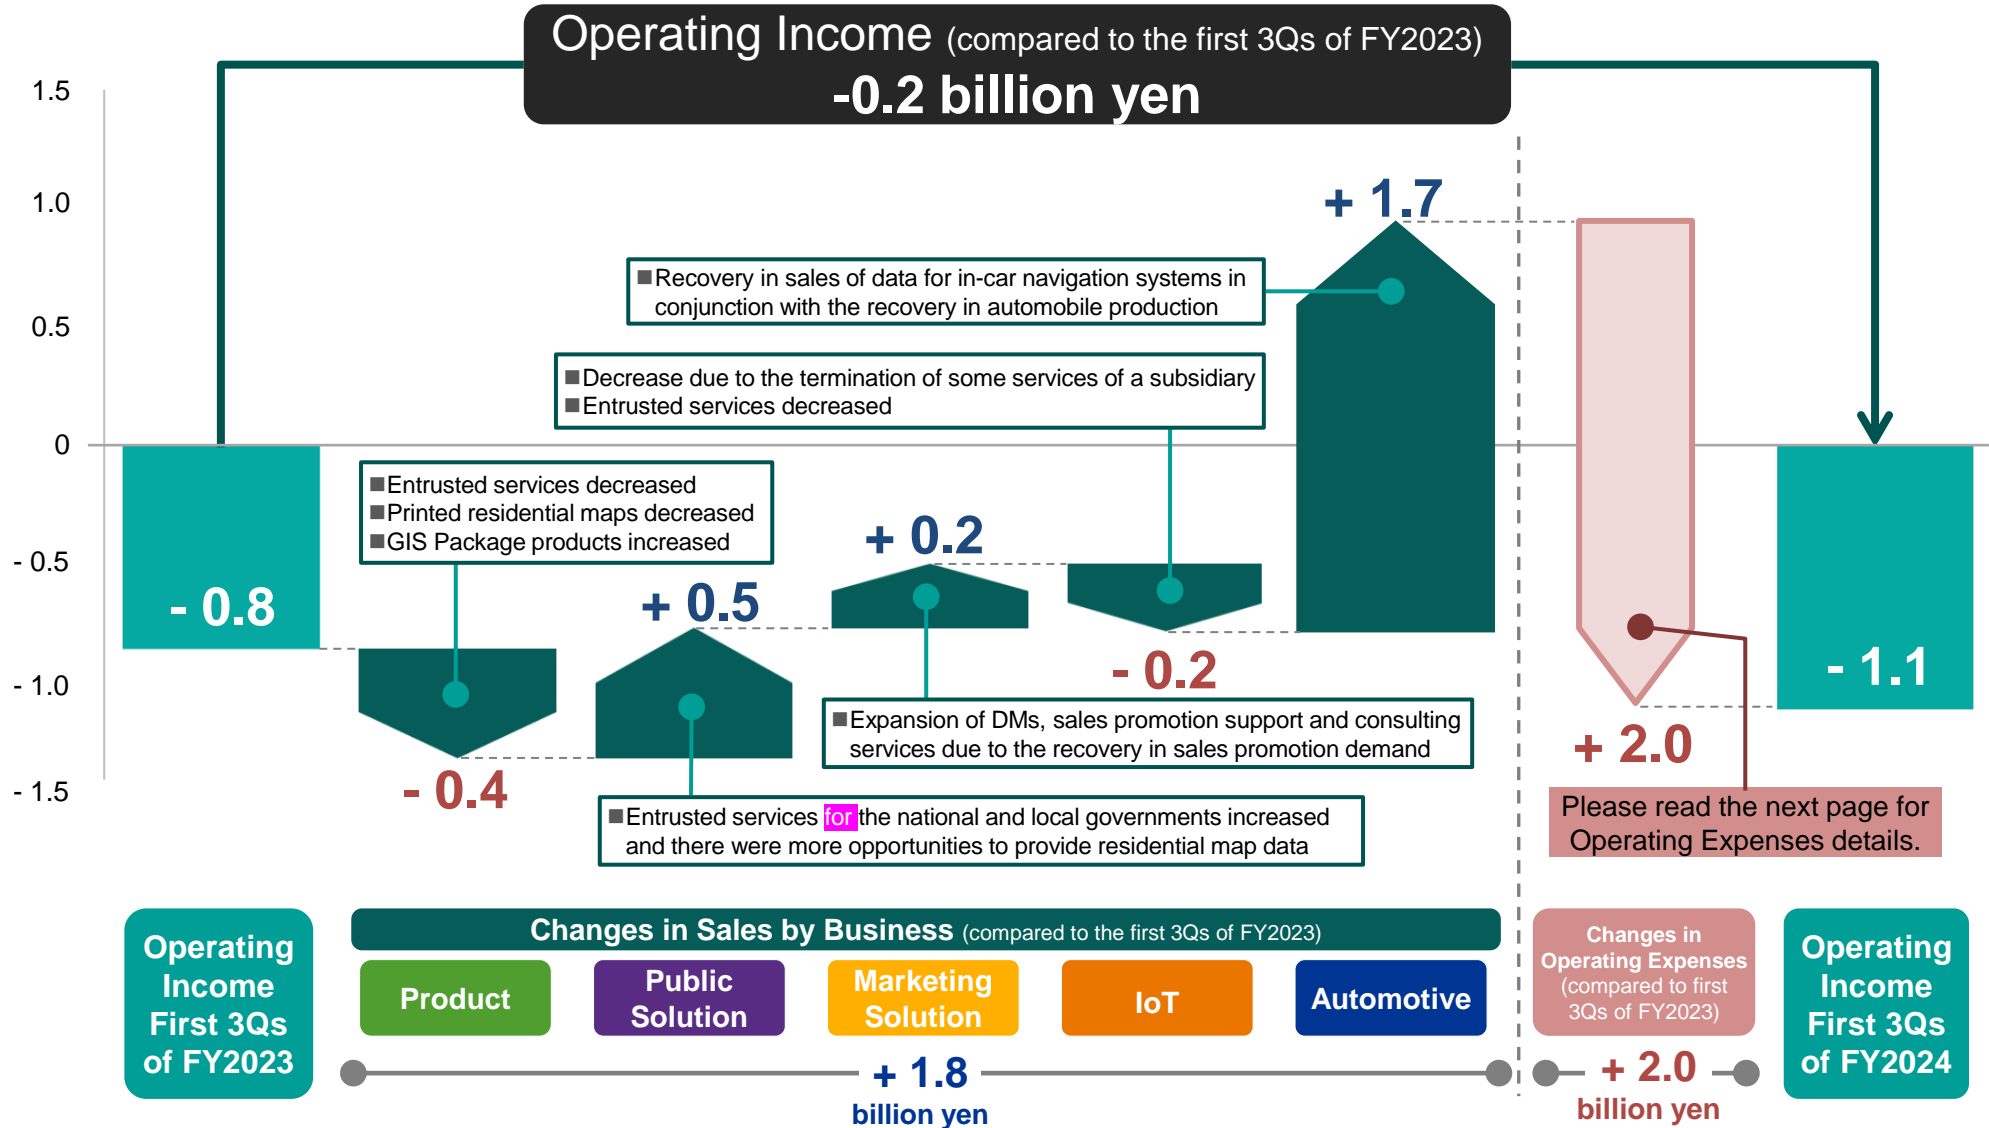 Operating Income (compared to the first 3Qs of FY2023)
-0.2 billion yen
1.5
1.0
0.5
0
- 0.5
- 1.0
- 1.5
+ 1.7
■Recovery in sales of data for in-car navigation systems in
conjunction with the recovery in automobile production
■Decrease due to the termination of some services of a subsidiary
■Entrusted services decreased
■Entrusted services decreased
■Printed residential maps decreased
■GIS Package products increased
- 0.8
- 0.4
+ 0.5
+ 0.2
- 0.2
■Expansion of DMs, sales promotion support and consulting
services due to the recovery in sales promotion demand
■Entrusted services for the national and local governments increased
and there were more opportunities to provide residential map data
+ 2.0
- 1.1
Please read the next page for
Operating Expenses details.
Operating
Income
First 3Qs
of FY2023
Changes in Sales by Business (compared to the first 3Qs of FY2023)
Product
Public
Solution
Marketing
Solution
IoT
Automotive
+ 1.8
billion yen
Changes in
Operating Expenses
(compared to first
3Qs of FY2023)
+ 2.0
billion yen
Operating
Income
First 3Qs
of FY2024